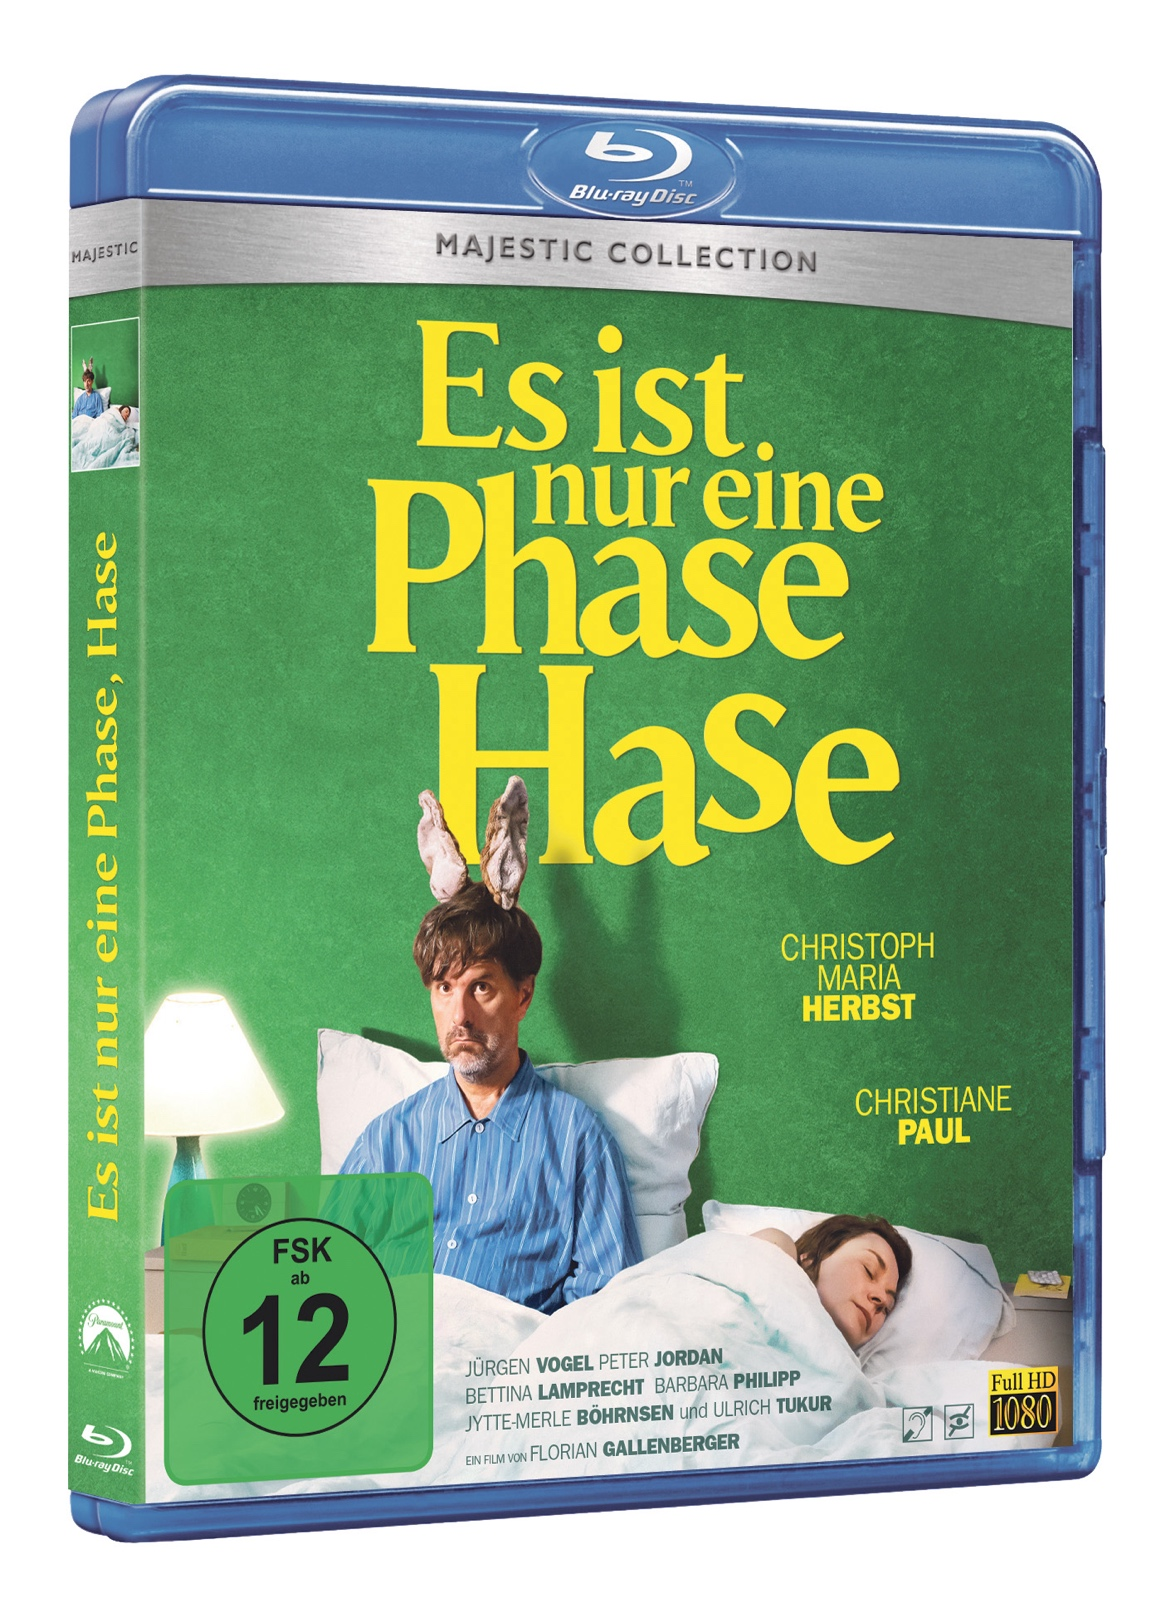 Blu-ray Disc™
MAJESTIC COLLECTION
Es ist
nur eine
Phase
Hase
CHRISTOPH
MARIA
HERBST
CHRISTIANE
PAUL
FSK
ab
12
freigegeben
JÜRGEN VOGEL PETER JORDAN
BETTINA LAMPRECHT BARBARA PHILIPP
JYTTE-MERLE BÖHRNSEN und ULRICH TUKUR
EIN FILM VON FLORIAN GALLENBERGER
Full HD
1080
MAJESTIC
Es ist nur eine Phase, Hase
Paramount
Blu-ray Disc